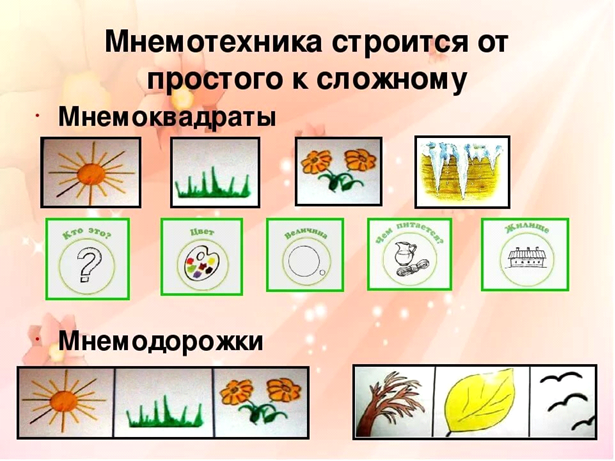 Мнемотехника строится от
простого к сложному
Мнемоквадраты
Кто это?
Цвет
Величина
Чем питается?
Жилище
Мнемодорожки